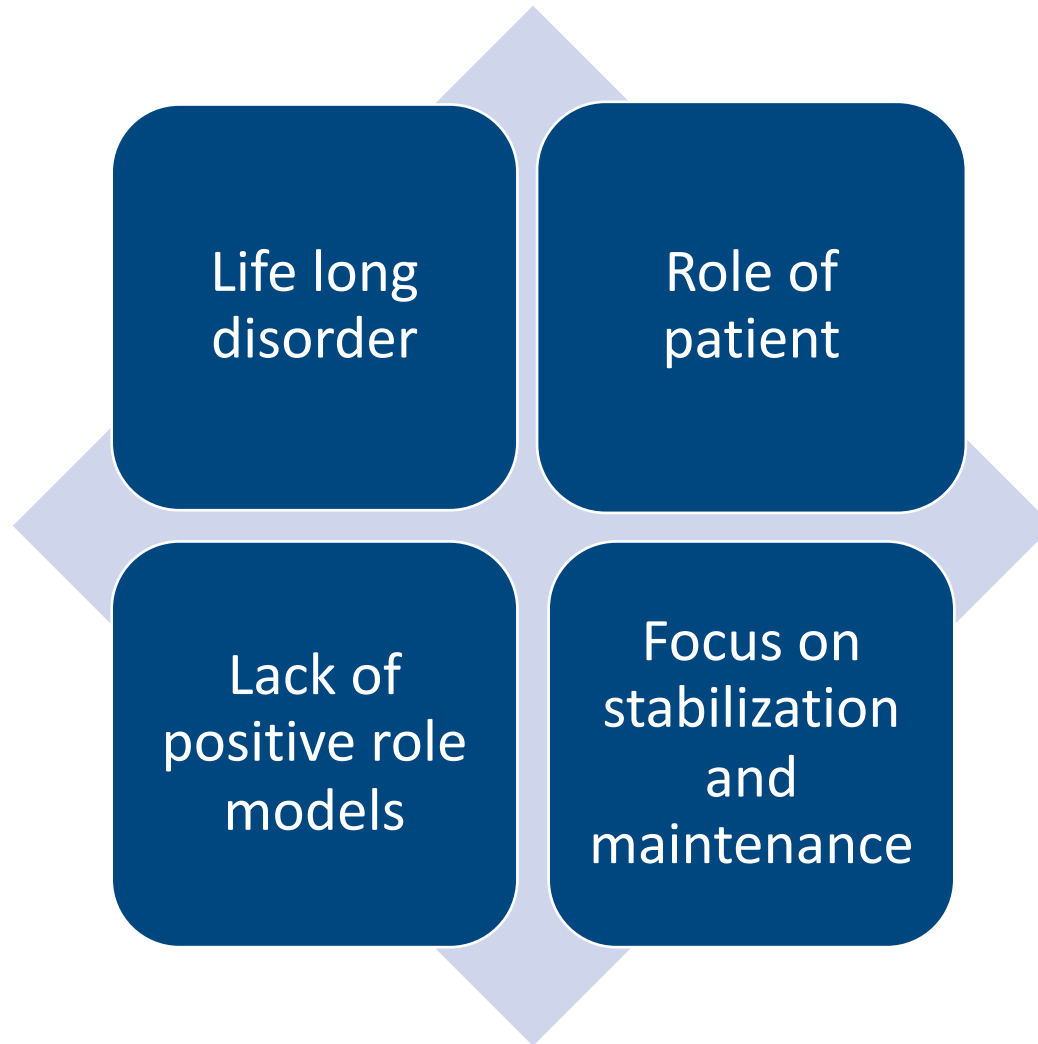 Life long
disorder
Role of
patient
Lack of
positive role
models
Focus on
stabilization
and
maintenance